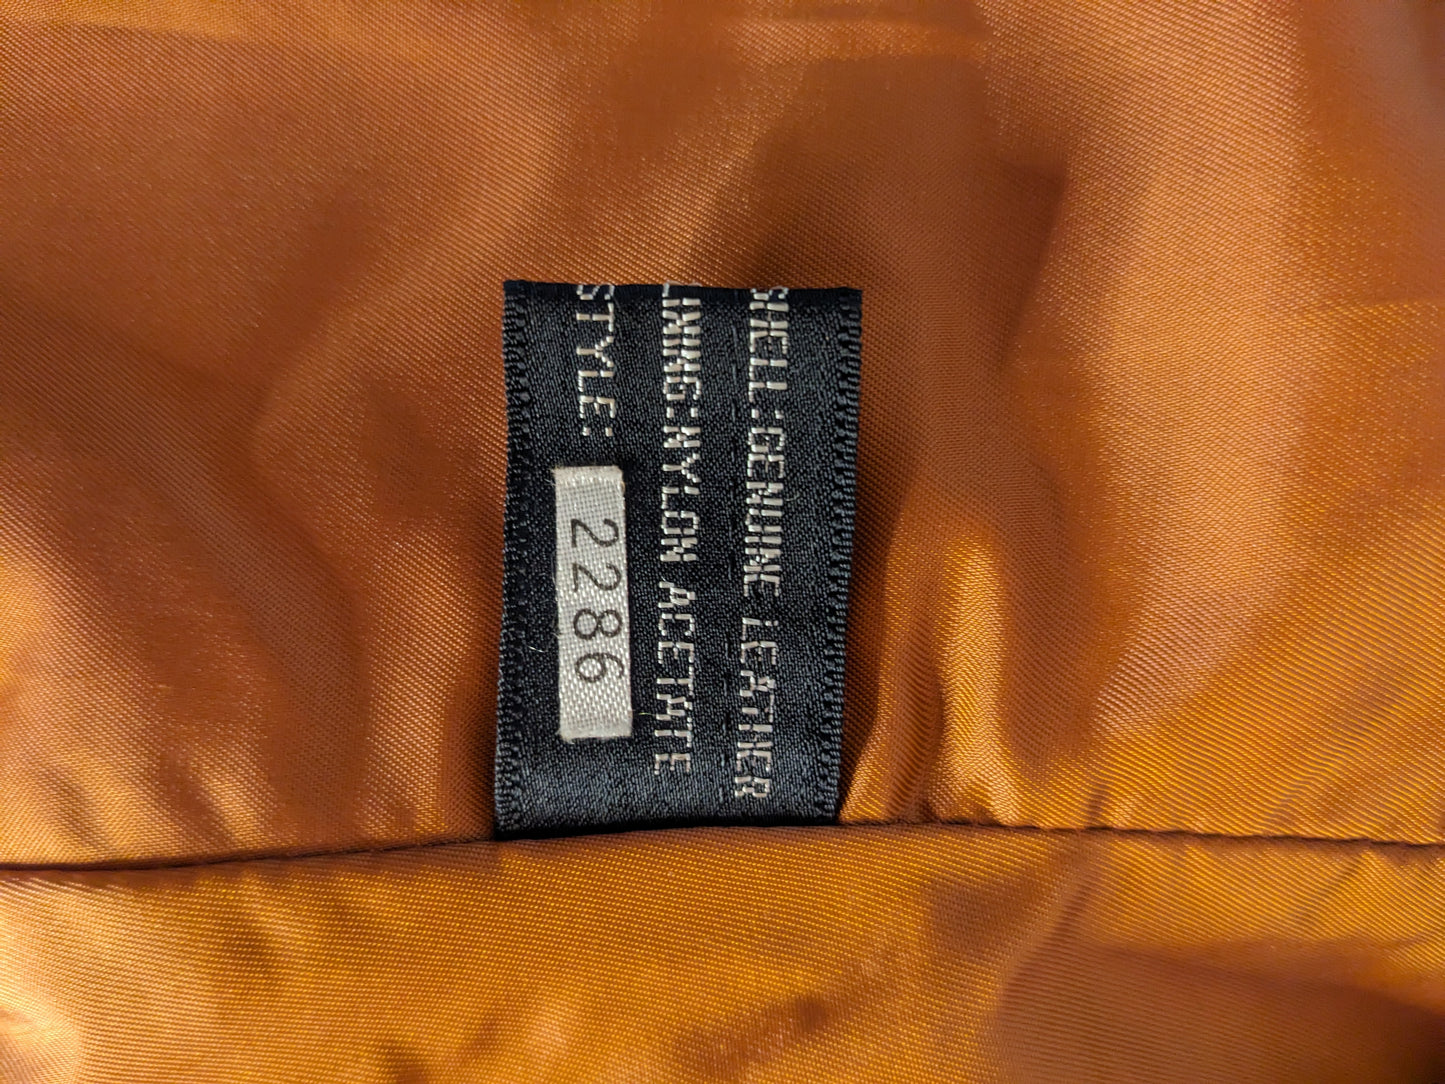 SHELL:GENUINE LEATHER
LINING:NYLON ACETATE
STYLE: 2286